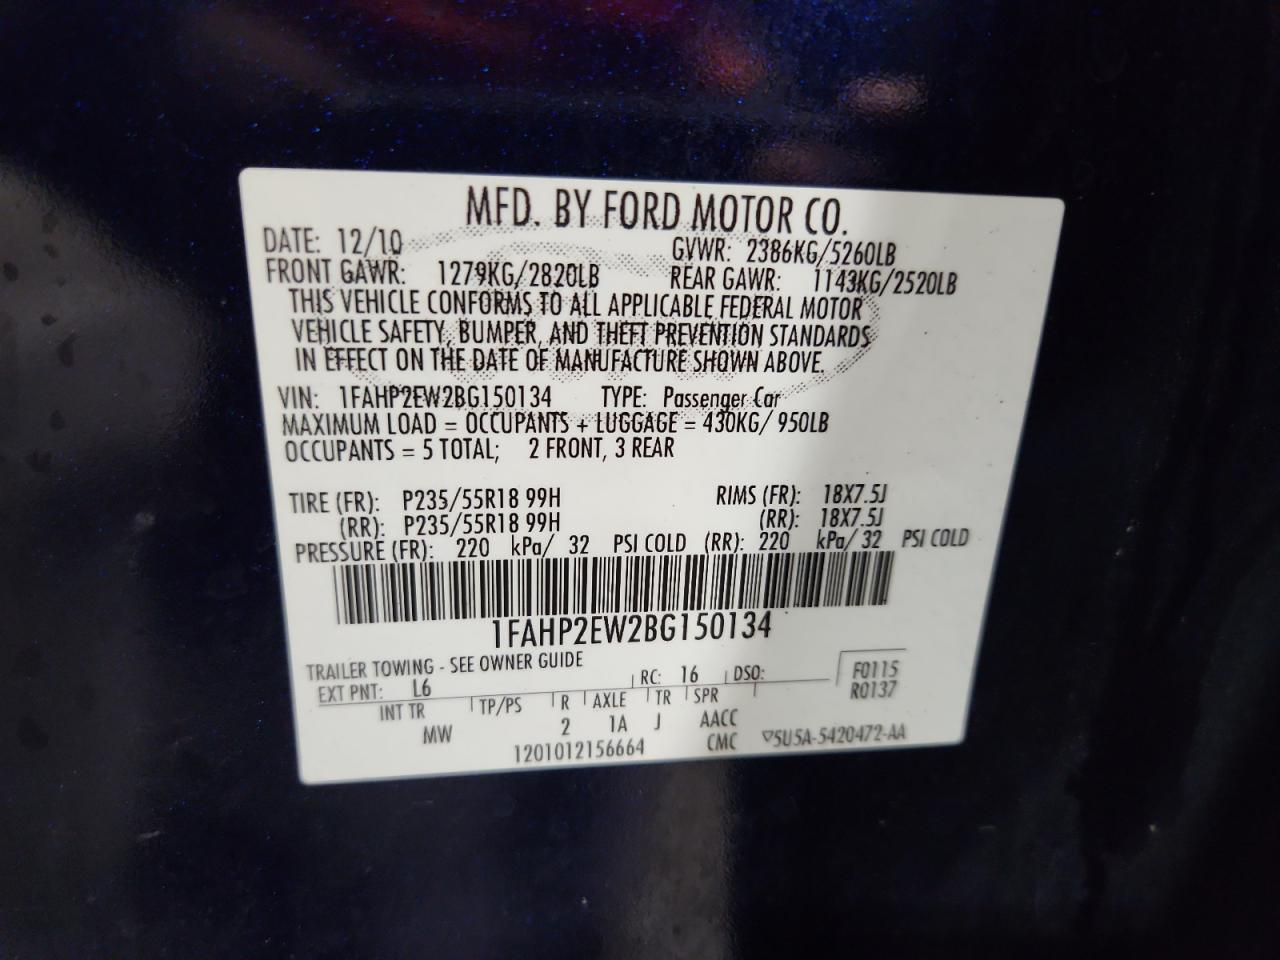 MFD. BY FORD MOTOR CO.
DATE: 12/10 GVWR: 2386KG/5260LB
FRONT GAWR: 1279KG/2820LB REAR GAWR: 1143KG/2520LB
THIS VEHICLE CONFORMS TO ALL APPLICABLE FEDERAL MOTOR
VEHICLE SAFETY, BUMPER, AND THEFT PREVENTION STANDARDS
IN EFFECT ON THE DATE OF MANUFACTURE SHOWN ABOVE.
VIN: 1FAHP2EW2BG150134 TYPE: Passenger Car
MAXIMUM LOAD = OCCUPANTS + LUGGAGE = 430KG/ 950LB
OCCUPANTS = 5 TOTAL; 2 FRONT, 3 REAR
TIRE (FR): P235/55R18 99H RIMS (FR): 18X7.5J
(RR): P235/55R18 99H (RR): 18X7.5J
PRESSURE (FR): 220 kPa/ 32 PSI COLD (RR): 220 kPa/ 32 PSI COLD
1FAHP2EW2BG150134
TRAILER TOWING - SEE OWNER GUIDE
EXT PNT: L6 RC: 16 DSO: F0115
R0137
INT TR TP/PS R AXLE TR SPR
MW 2 1A J AACC
1201012156664 CMC ▽5U5A-5420472-AA